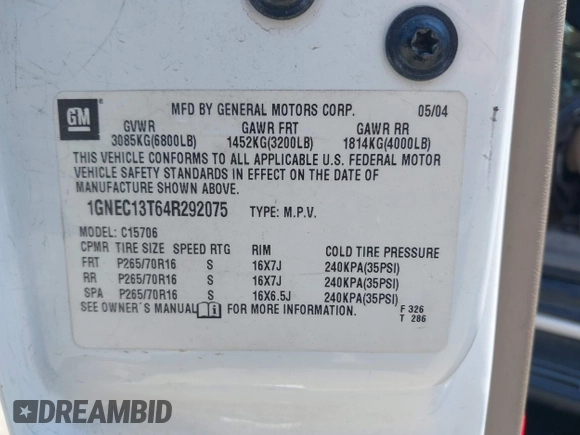 GM
MFD BY GENERAL MOTORS CORP. 05/04
GVWR GAWR FRT GAWR RR
3085KG(6800LB) 1452KG(3200LB) 1814KG(4000LB)
THIS VEHICLE CONFORMS TO ALL APPLICABLE U.S. FEDERAL MOTOR
VEHICLE SAFETY STANDARDS IN EFFECT ON THE DATE OF
MANUFACTURE SHOWN ABOVE.
1GNEC13T64R292075 TYPE: M.P.V.
MODEL: C15706
CPMR TIRE SIZE SPEED RTG RIM COLD TIRE PRESSURE
FRT P265/70R16 S 16X7J 240KPA(35PSI)
RR P265/70R16 S 16X7J 240KPA(35PSI)
SPA P265/70R16 S 16X6.5J 240KPA(35PSI)
SEE OWNER'S MANUAL i FOR MORE INFORMATION. F 326
T 286
DREAMBID